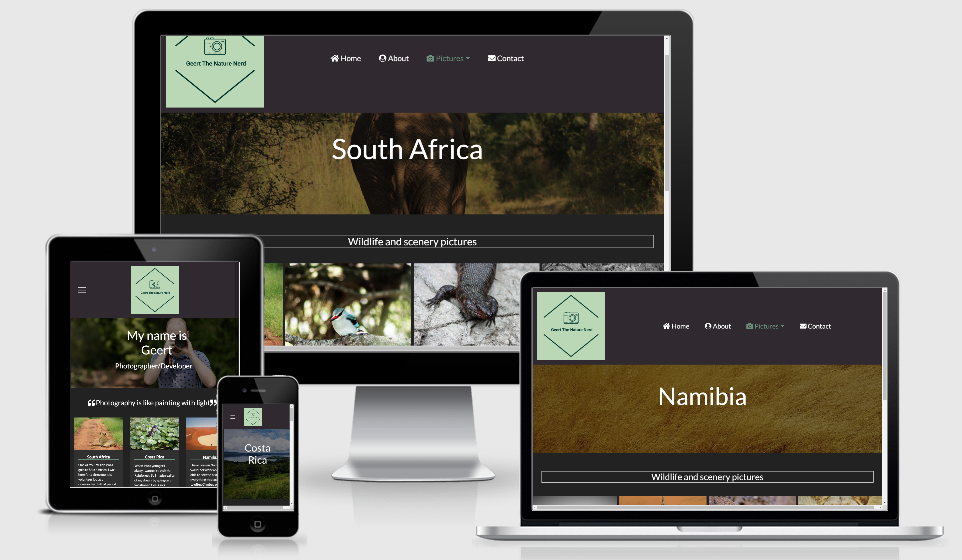 Geert The Nature Nerd
Home About Pictures Contact
South Africa
Wildlife and scenery pictures
Geert The Nature Nerd
My name is
Geert
Photographer/Developer
❝Photography is like painting with light❞
South Africa Costa Rica Namibia
Costa
Rica
Geert The Nature Nerd
Home About Pictures Contact
Namibia
Wildlife and scenery pictures